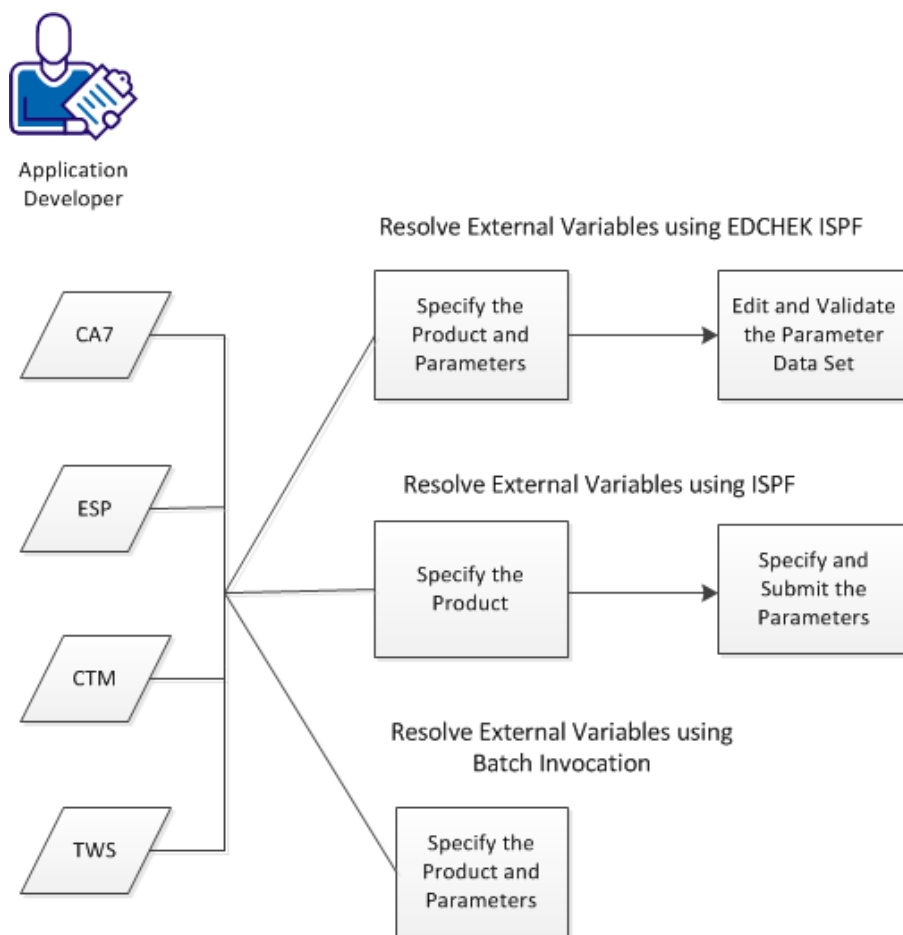 Application
Developer
Resolve External Variables using EDCHEK ISPF
CA7
Specify the
Product and
Parameters
Edit and Validate
the Parameter
Data Set
ESP
Resolve External Variables using ISPF
Specify the
Product
Specify and
Submit the
Parameters
CTM
Resolve External Variables using
Batch Invocation
TWS
Specify the
Product and
Parameters